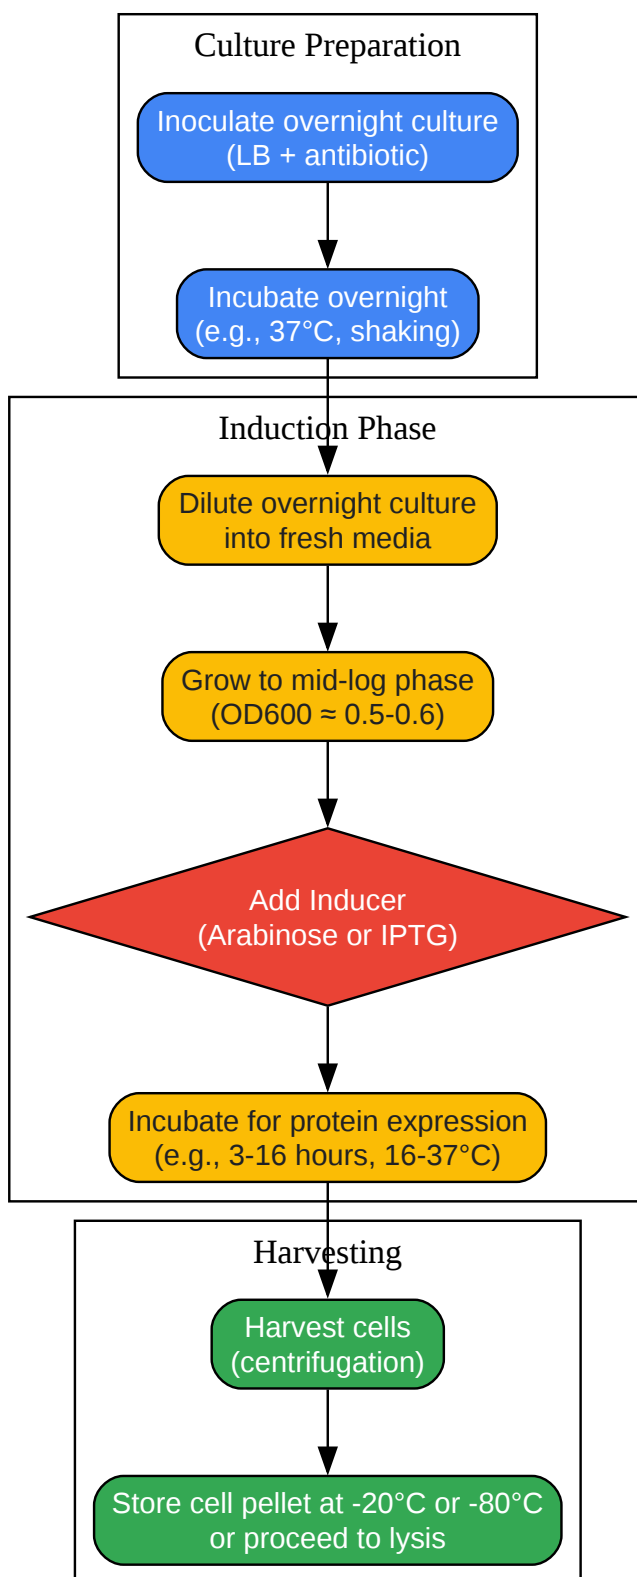 Culture Preparation
Inoculate overnight culture
(LB + antibiotic)
Incubate overnight
(e.g., 37°C, shaking)
Induction Phase
Dilute overnight culture
into fresh media
Grow to mid-log phase
(OD600 ≈ 0.5-0.6)
Add Inducer
(Arabinose or IPTG)
Incubate for protein expression
(e.g., 3-16 hours, 16-37°C)
Harvesting
Harvest cells
(centrifugation)
Store cell pellet at -20°C or -80°C
or proceed to lysis